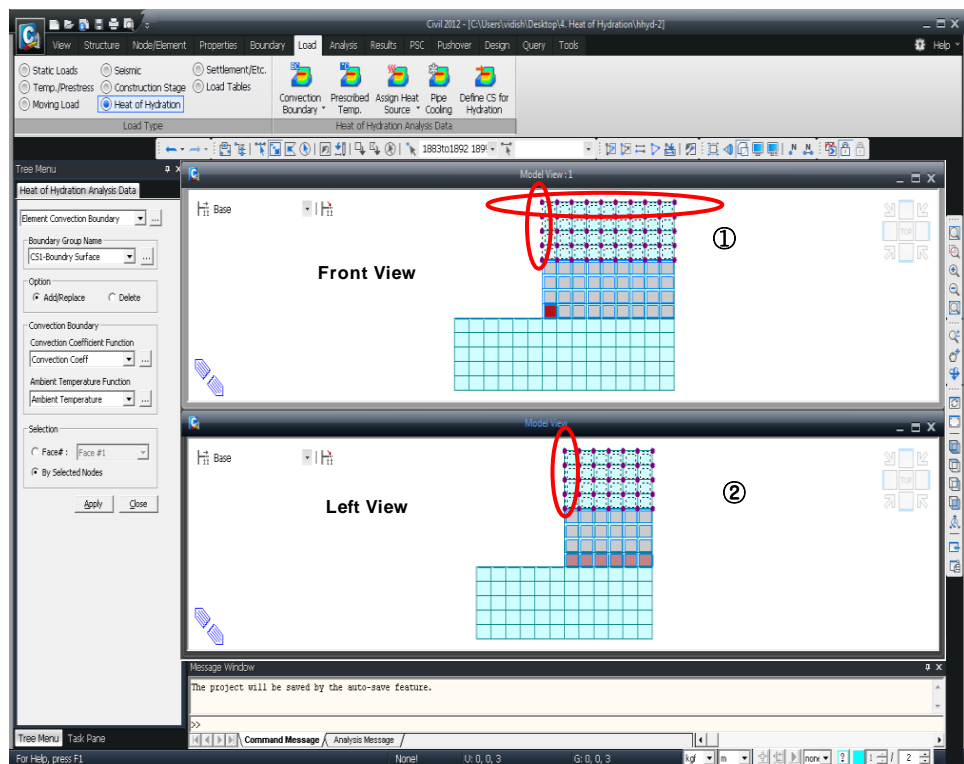 Civil 2012 - [C:\Users\vidish\Desktop\4. Heat of Hydration\hhyd-2]
View Structure Node/Element Properties Boundary Load Analysis Results PSC Pushover Design Query Tools Help
Static Loads Seismic Settlement/Etc.
Temp./Prestress Construction Stage Load Tables
Moving Load Heat of Hydration
Load Type
Convection Boundary
Prescribed Temp.
Assign Heat Source
Pipe Cooling
Define CS for Hydration
Heat of Hydration Analysis Data
1883to1892 189
Tree Menu
Heat of Hydration Analysis Data
Element Convection Boundary ...
Boundary Group Name
CS1-Boundry Surface ...
Option
Add/Replace Delete
Convection Boundary
Convection Coefficient Function
Convection Coeff ...
Ambient Temperature Function
Ambient Temperature ...
Selection
Face# : Face #1
By Selected Nodes
Apply Close
Model View : 1
Base
TOP
①
Front View
Model View
Base
TOP
②
Left View
Message Window
The project will be saved by the auto-save feature.
>>
Command Message Analysis Message
Tree Menu Task Pane
For Help, press F1 None! U: 0, 0, 3 G: 0, 0, 3 kgf m ? 1 / 2